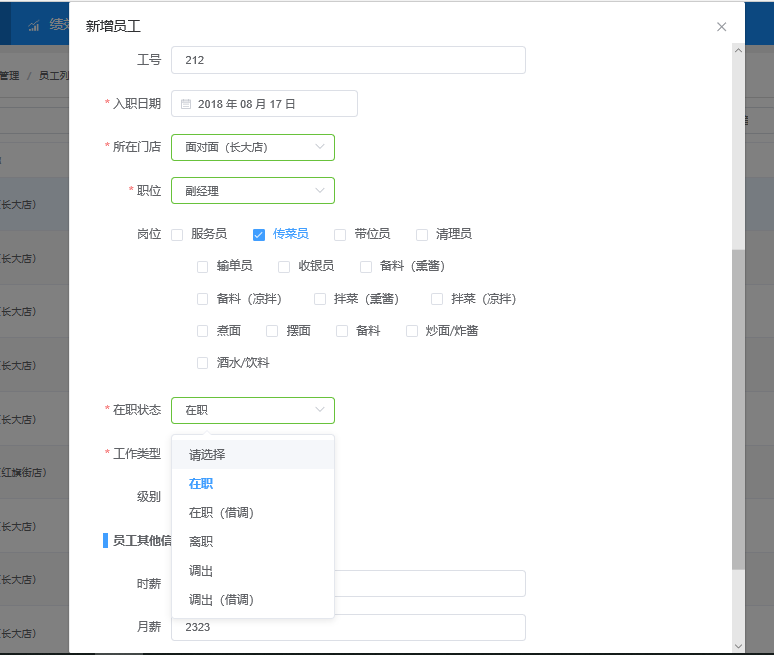 绩效
新增员工
管理 / 员工列
工号 212
* 入职日期 2018 年 08 月 17 日
* 所在门店 面对面（长大店）
* 职位 副经理
岗位 服务员 传菜员 带位员 清理员
输单员 收银员 备料（熏酱）
备料（凉拌） 拌菜（熏酱） 拌菜（凉拌）
煮面 摆面 备料 炒面/炸酱
酒水/饮料
* 在职状态 在职
* 工作类型
请选择
在职
级别
在职（借调）
员工其他信
离职
时薪
调出
调出（借调）
月薪 2323
长大店）
长大店）
长大店）
长大店）
长大店）
红旗街店）
长大店）
长大店）
长大店）